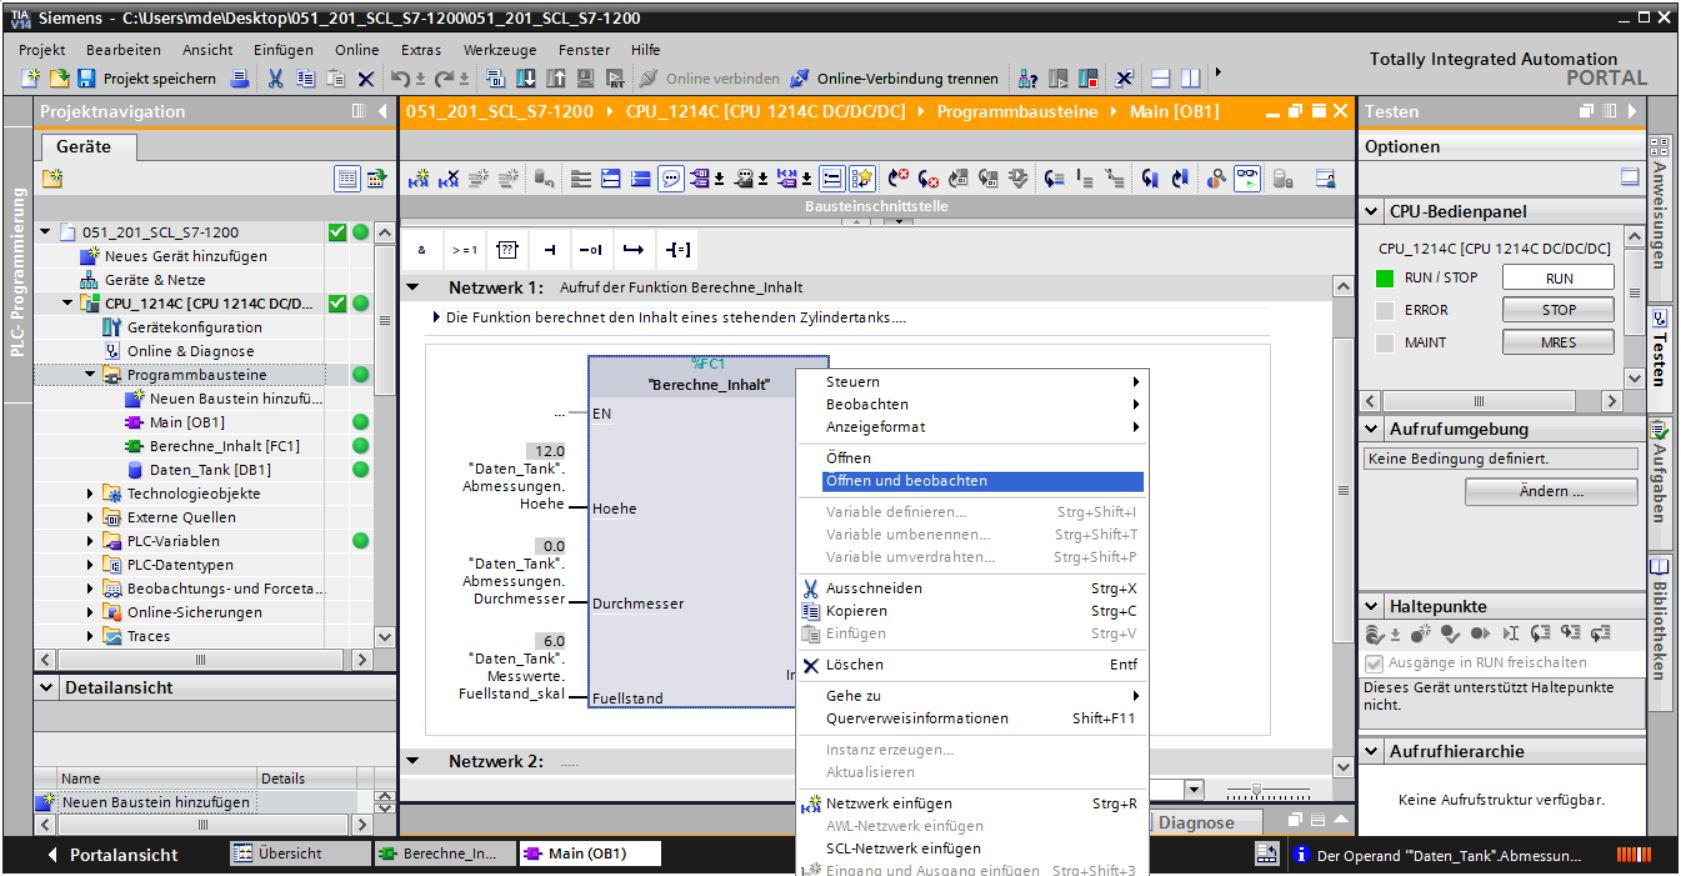 Siemens - C:\Users\mde\Desktop\051_201_SCL_S7-1200\051_201_SCL_S7-1200
Projekt Bearbeiten Ansicht Einfügen Online Extras Werkzeuge Fenster Hilfe
Totally Integrated Automation
PORTAL
Projekt speichern Online verbinden Online-Verbindung trennen
Projektnavigation
051_201_SCL_S7-1200 CPU_1214C [CPU 1214C DC/DC/DC] Programmbausteine Main [OB1]
Testen
Geräte
Optionen
PLC-Programmierung
Bausteinschnittstelle
CPU-Bedienpanel
051_201_SCL_S7-1200
Neues Gerät hinzufügen
Geräte & Netze
CPU_1214C [CPU 1214C DC/D...
Gerätekonfiguration
Online & Diagnose
Programmbausteine
Neuen Baustein hinzufü...
Main [OB1]
Berechne_Inhalt [FC1]
Daten_Tank [DB1]
Technologieobjekte
Externe Quellen
PLC-Variablen
PLC-Datentypen
Beobachtungs- und Forceta...
Online-Sicherungen
Traces
Detailansicht
Name Details
Neuen Baustein hinzufügen
& >=1 ?? -[=]
Netzwerk 1: Aufruf der Funktion Berechne_Inhalt
Die Funktion berechnet den Inhalt eines stehenden Zylindertanks....
%FC1
"Berechne_Inhalt"
... EN
12.0
"Daten_Tank".
Abmessungen.
Hoehe Hoehe
0.0
"Daten_Tank".
Abmessungen.
Durchmesser Durchmesser
6.0
"Daten_Tank".
Messwerte.
Fuellstand_skal Fuellstand
Netzwerk 2: .....
Steuern
Beobachten
Anzeigeformat
Öffnen
Öffnen und beobachten
Variable definieren... Strg+Shift+I
Variable umbenennen... Strg+Shift+T
Variable umverdrahten... Strg+Shift+P
Ausschneiden Strg+X
Kopieren Strg+C
Einfügen Strg+V
Löschen Entf
Gehe zu
Querverweisinformationen Shift+F11
Instanz erzeugen...
Aktualisieren
Netzwerk einfügen Strg+R
AWL-Netzwerk einfügen
SCL-Netzwerk einfügen
Eingang und Ausgang einfügen Strg+Shift+3
Diagnose
CPU_1214C [CPU 1214C DC/DC/DC]
RUN / STOP RUN
ERROR STOP
MAINT MRES
Aufrufumgebung
Keine Bedingung definiert.
Ändern ...
Haltepunkte
Ausgänge in RUN freischalten
Dieses Gerät unterstützt Haltepunkte
nicht.
Aufrufhierarchie
Keine Aufrufstruktur verfügbar.
Anweisungen
Testen
Aufgaben
Bibliotheken
Portalansicht Übersicht Berechne_In... Main (OB1)
Der Operand '"Daten_Tank".Abmessun...